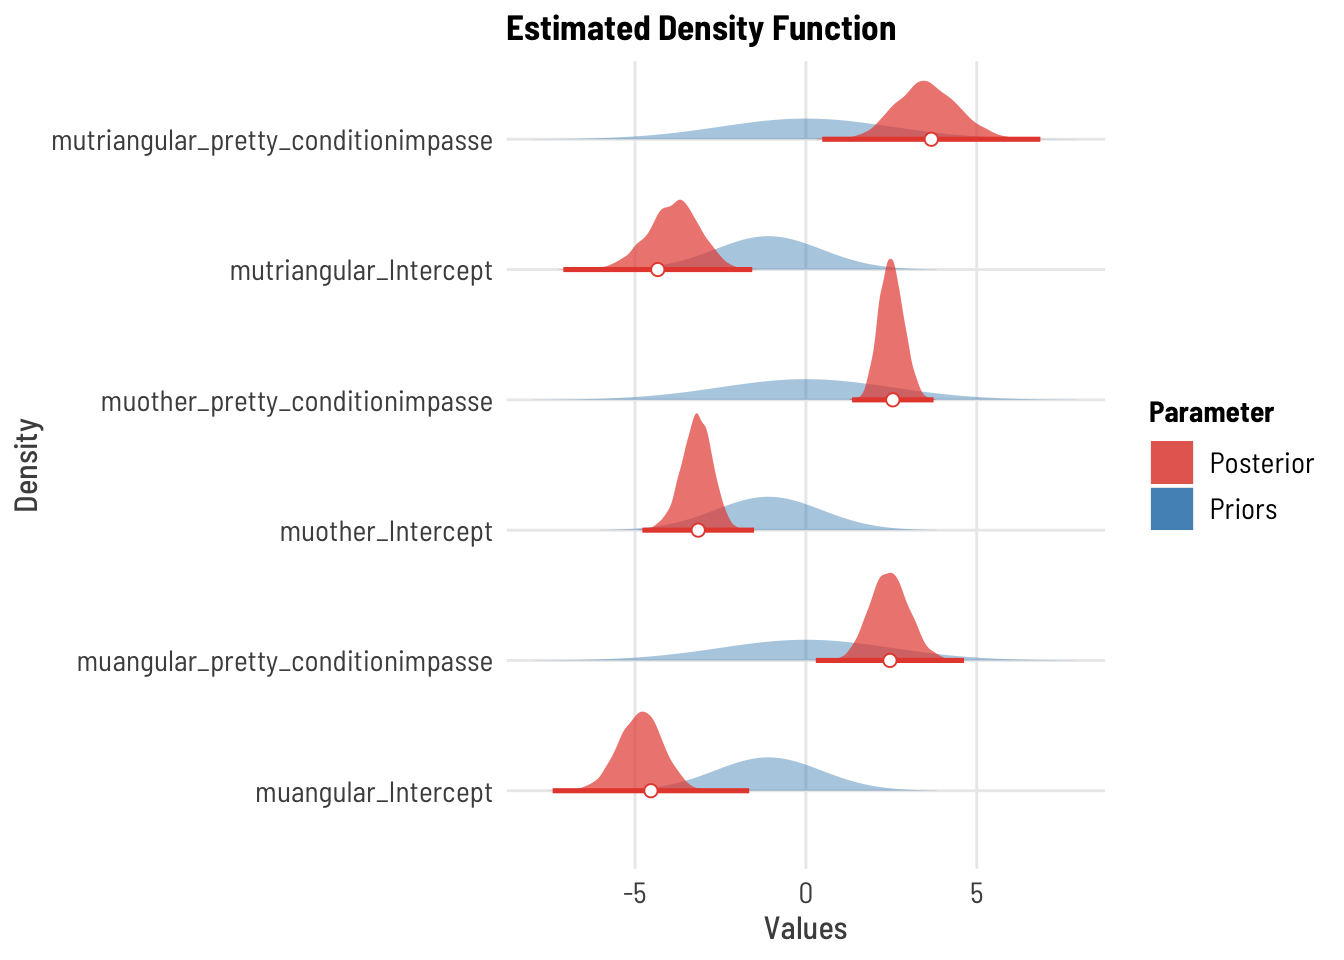 Estimated Density Function
mutriangular_pretty_conditionimpasse
mutriangular_Intercept
muother_pretty_conditionimpasse
muother_Intercept
muangular_pretty_conditionimpasse
muangular_Intercept
Density
-5 0 5
Values
Parameter
Posterior
Priors